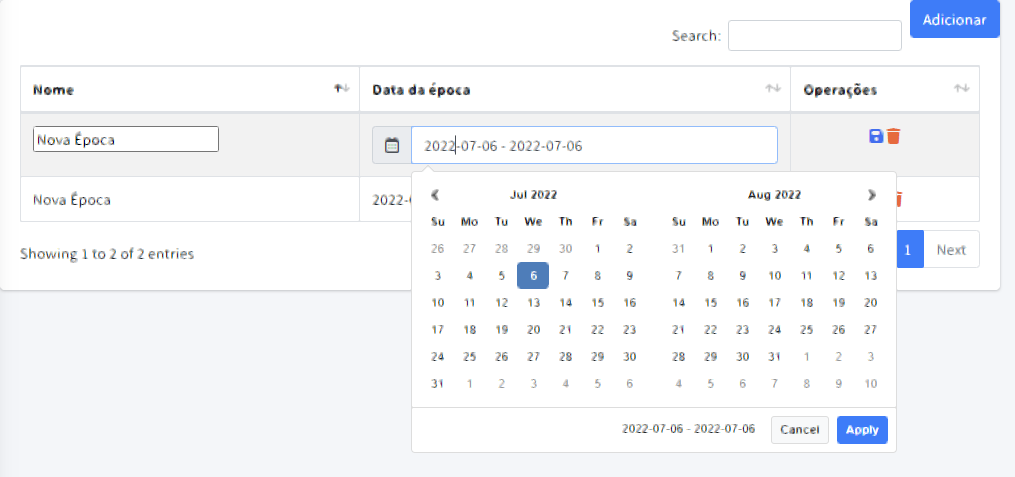 Adicionar
Search:
Nome Data da época Operações
Nova Época 2022-07-06 - 2022-07-06
Nova Época 2022-
Showing 1 to 2 of 2 entries 1 Next
Jul 2022 Aug 2022
Su Mo Tu We Th Fr Sa Su Mo Tu We Th Fr Sa
26 27 28 29 30 1 2 31 1 2 3 4 5 6
3 4 5 6 7 8 9 7 8 9 10 11 12 13
10 11 12 13 14 15 16 14 15 16 17 18 19 20
17 18 19 20 21 22 23 21 22 23 24 25 26 27
24 25 26 27 28 29 30 28 29 30 31 1 2 3
31 1 2 3 4 5 6 4 5 6 7 8 9 10
2022-07-06 - 2022-07-06 Cancel Apply